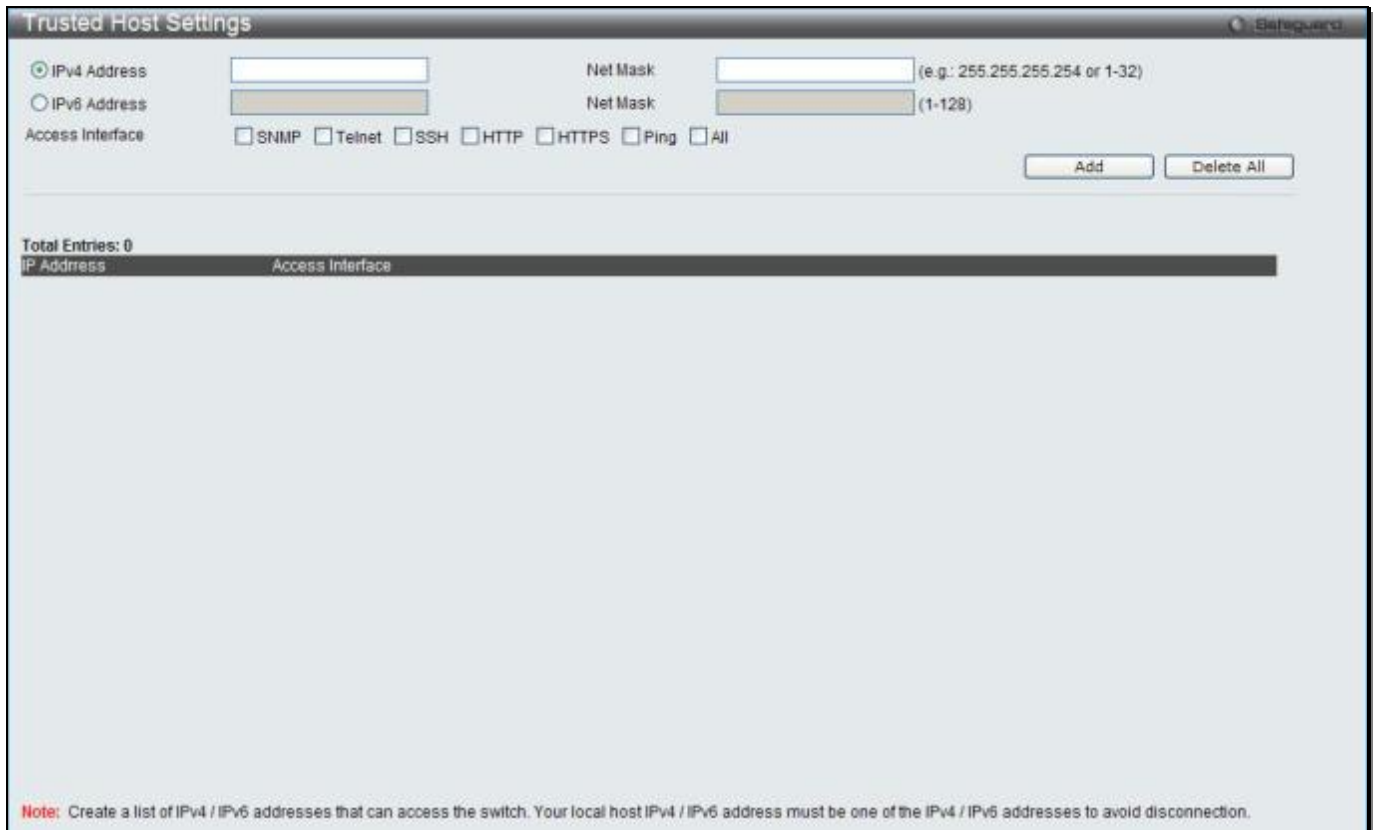 Trusted Host Settings
Safeguard
IPv4 Address Net Mask (e.g.: 255.255.255.254 or 1-32)
IPv6 Address Net Mask (1-128)
Access Interface SNMP Telnet SSH HTTP HTTPS Ping All
Add Delete All
Total Entries: 0
IP Addrress Access Interface
Note: Create a list of IPv4 / IPv6 addresses that can access the switch. Your local host IPv4 / IPv6 address must be one of the IPv4 / IPv6 addresses to avoid disconnection.